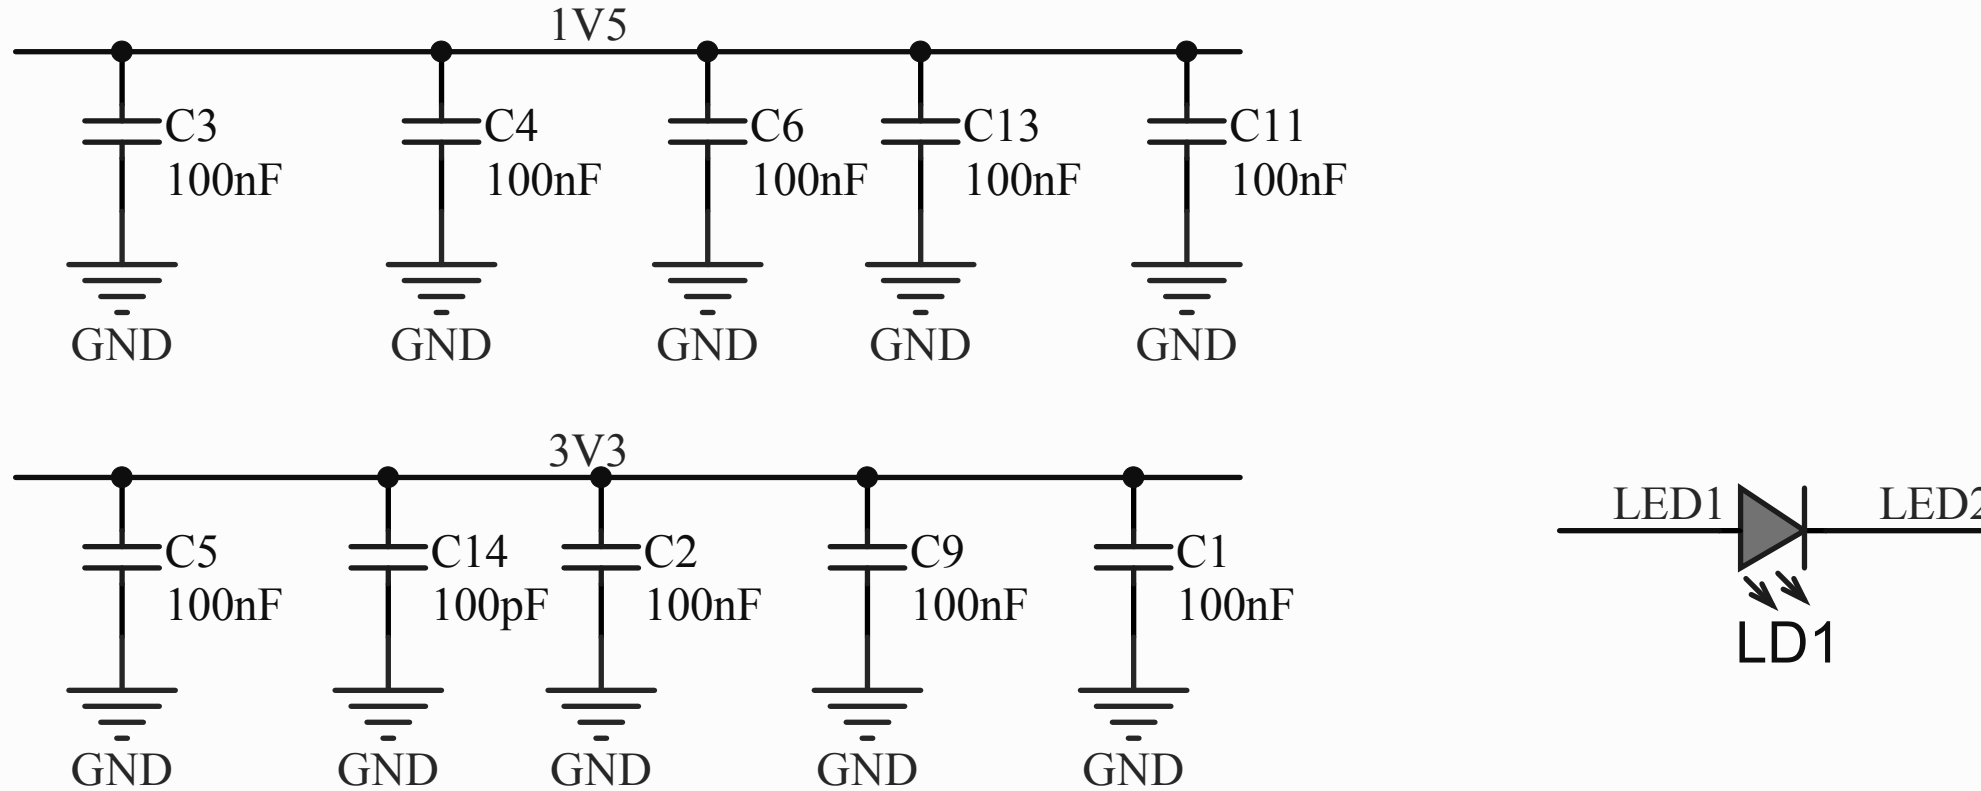 1V5
C3 C4 C6 C13 C11
100nF 100nF 100nF 100nF 100nF
GND GND GND GND GND
3V3
LED1 LED2
C5 C14 C2 C9 C1
100nF 100pF 100nF 100nF 100nF
LD1
GND GND GND GND GND